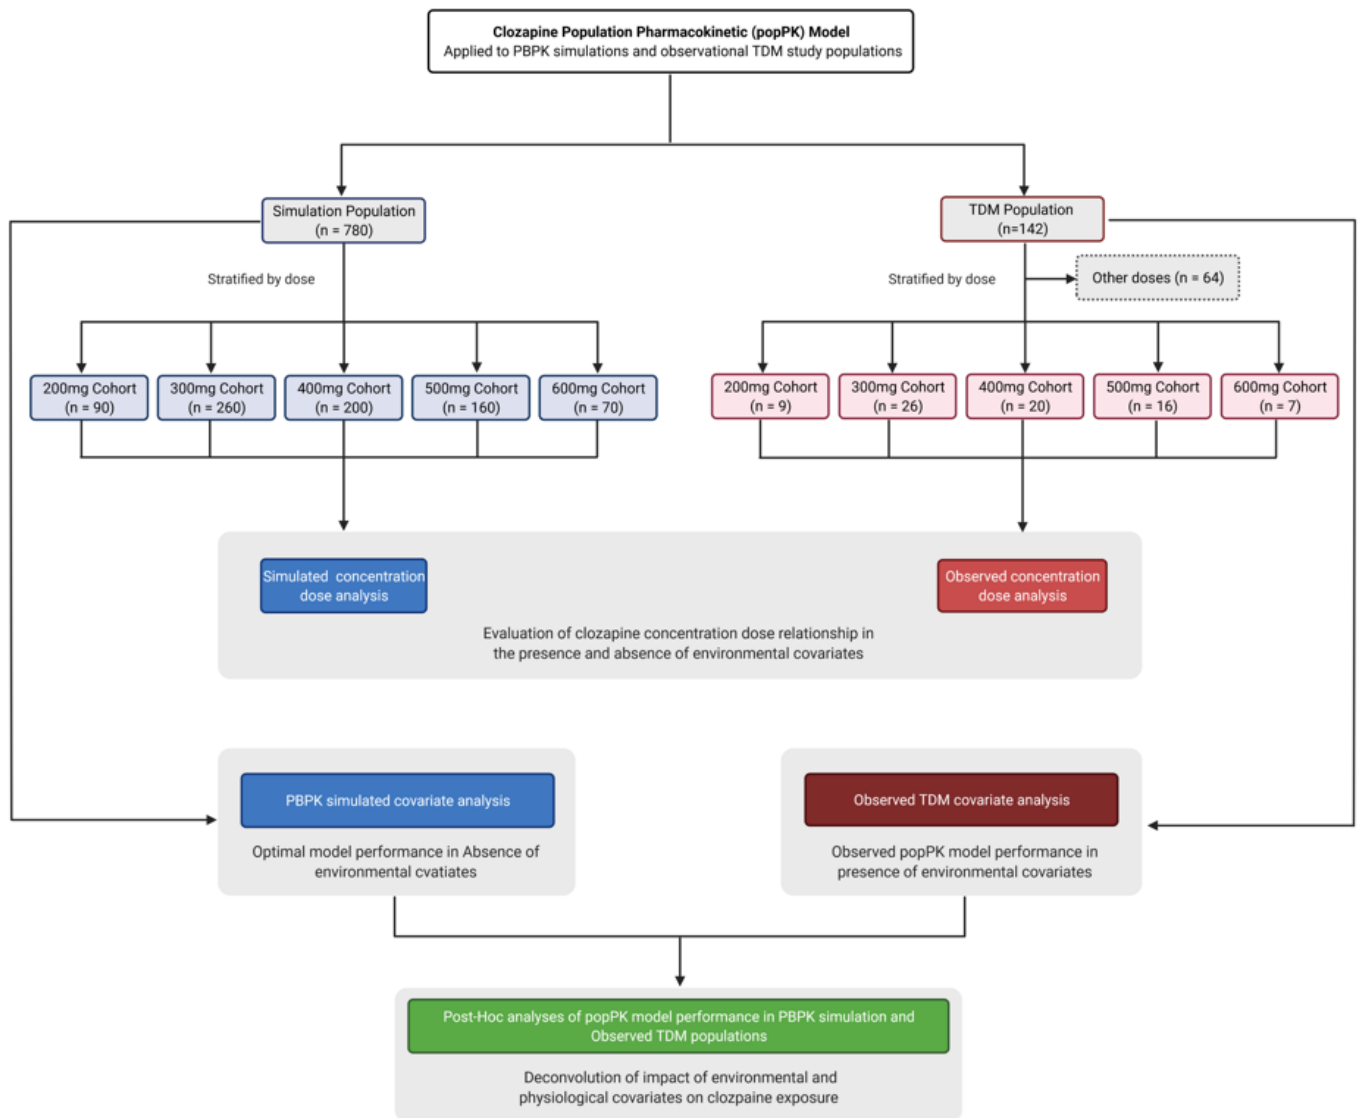 Clozapine Population Pharmacokinetic (popPK) Model
Applied to PBPK simulations and observational TDM study populations
Simulation Population
(n = 780)
TDM Population
(n=142)
Stratified by dose
Stratified by dose
Other doses (n = 64)
200mg Cohort
(n = 90)
300mg Cohort
(n = 260)
400mg Cohort
(n = 200)
500mg Cohort
(n = 160)
600mg Cohort
(n = 70)
200mg Cohort
(n = 9)
300mg Cohort
(n = 26)
400mg Cohort
(n = 20)
500mg Cohort
(n = 16)
600mg Cohort
(n = 7)
Simulated concentration
dose analysis
Observed concentration
dose analysis
Evaluation of clozapine concentration dose relationship in
the presence and absence of environmental covariates
PBPK simulated covariate analysis
Optimal model performance in Absence of
environmental cvatiates
Observed TDM covariate analysis
Observed popPK model performance in
presence of environmental covariates
Post-Hoc analyses of popPK model performance in PBPK simulation and
Observed TDM populations
Deconvolution of impact of environmental and
physiological covariates on clozpaine exposure